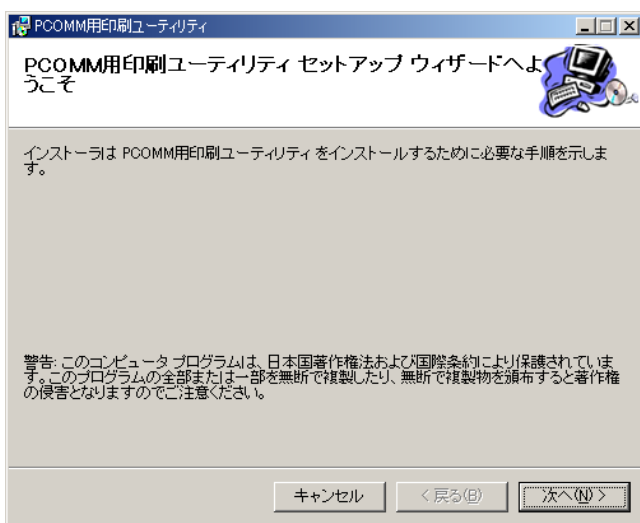 PCOMM用印刷ユーティリティ
PCOMM用印刷ユーティリティ セットアップ ウィザードへよ
うこそ
インストーラは PCOMM用印刷ユーティリティ をインストールするために必要な手順を示しま
す。
警告: このコンピュータ プログラムは、日本国著作権法および国際条約により保護されていま
す。このプログラムの全部または一部を無断で複製したり、無断で複製物を頒布すると著作権
の侵害となりますのでご注意ください。
キャンセル < 戻る(B) 次へ(N) >